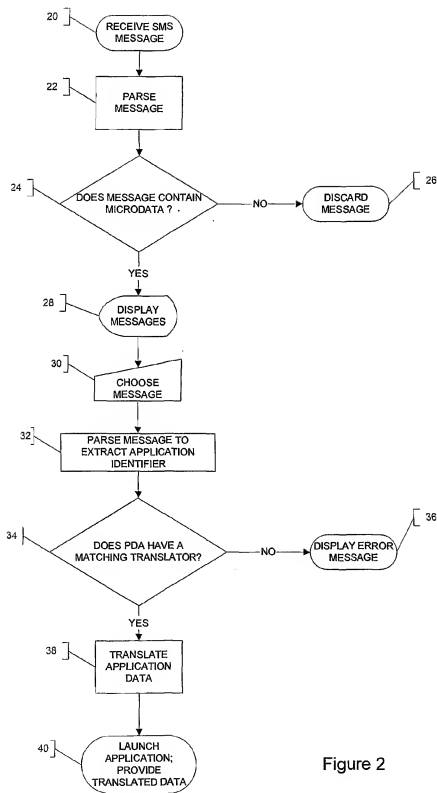 20
RECEIVE SMS
MESSAGE
22
PARSE
MESSAGE
24
DOES MESSAGE CONTAIN
MICRODATA ?
NO
DISCARD
MESSAGE
26
YES
28
DISPLAY
MESSAGES
30
CHOOSE
MESSAGE
32
PARSE MESSAGE TO
EXTRACT APPLICATION
IDENTIFIER
34
DOES PDA HAVE A
MATCHING TRANSLATOR?
NO
DISPLAY ERROR
MESSAGE
36
YES
38
TRANSLATE
APPLICATION
DATA
40
LAUNCH
APPLICATION;
PROVIDE
TRANSLATED DATA
Figure 2